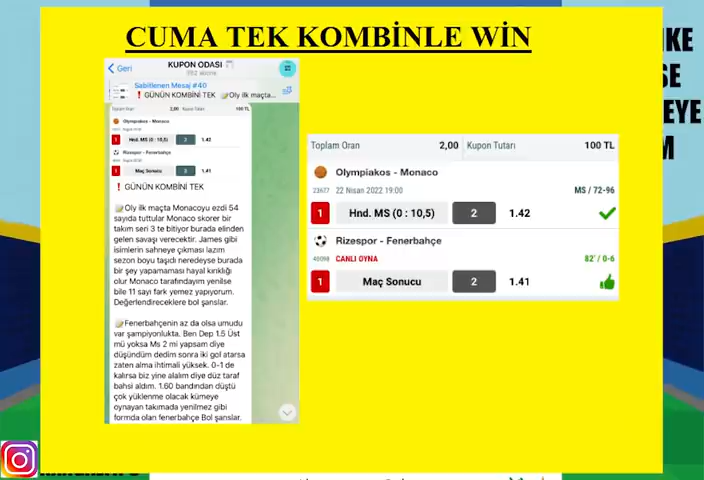 CUMA TEK KOMBİNLE WİN
Geri
KUPON ODASI
Sabitlenen Mesaj #40
❗ GÜNÜN KOMBİNİ TEK 📝Oly ilk maçta...
Toplam Oran 2,00 Kupon Tutarı 100 TL
Olympiakos - Monaco
1 Hnd. MS (0 : 10,5) 2 1.42
Rizespor - Fenerbahçe
1 Maç Sonucu 2 1.41
❗ GÜNÜN KOMBİNİ TEK
📝Oly ilk maçta Monacoyu ezdi 54
sayıda tuttular Monaco skorer bir
takım seri 3 te bitiyor burada elinden
gelen savaşı verecektir. James gibi
isimlerin sahneye çıkması lazım
sezon boyu taşıdı neredeyse burada
bir şey yapamaması hayal kırıklığı
olur Monaco tarafındayım yenilse
bile 11 sayı fark yemez yapıyorum.
Değerlendireceklere bol şanslar.
📝Fenerbahçenin az da olsa umudu
var şampiyonlukta. Ben Dep 1.5 Üst
mü yoksa Ms 2 mi yapsam diye
düşündüm dedim sonra iki gol atarsa
zaten alma ihtimali yüksek. 0-1 de
kalırsa biz yine alalım diye düz taraf
bahsi aldım. 1.60 bandından düştü
çok yüklenme olacak kümeye
oynayan takımada yenilmez gibi
formda olan fenerbahçe Bol şanslar.
Toplam Oran 2,00 Kupon Tutarı 100 TL
Olympiakos - Monaco
23677 22 Nisan 2022 19:00 MS / 72-96
1 Hnd. MS (0 : 10,5) 2 1.42
Rizespor - Fenerbahçe
40098 CANLI OYNA 82' / 0-6
1 Maç Sonucu 2 1.41